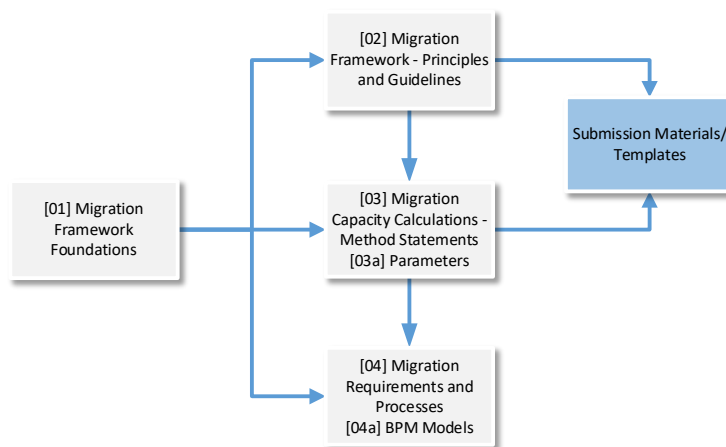 [02] Migration
Framework - Principles
and Guidelines
Submission Materials/
Templates
[01] Migration
Framework
Foundations
[03] Migration
Capacity Calculations -
Method Statements
[03a] Parameters
[04] Migration
Requirements and
Processes
[04a] BPM Models